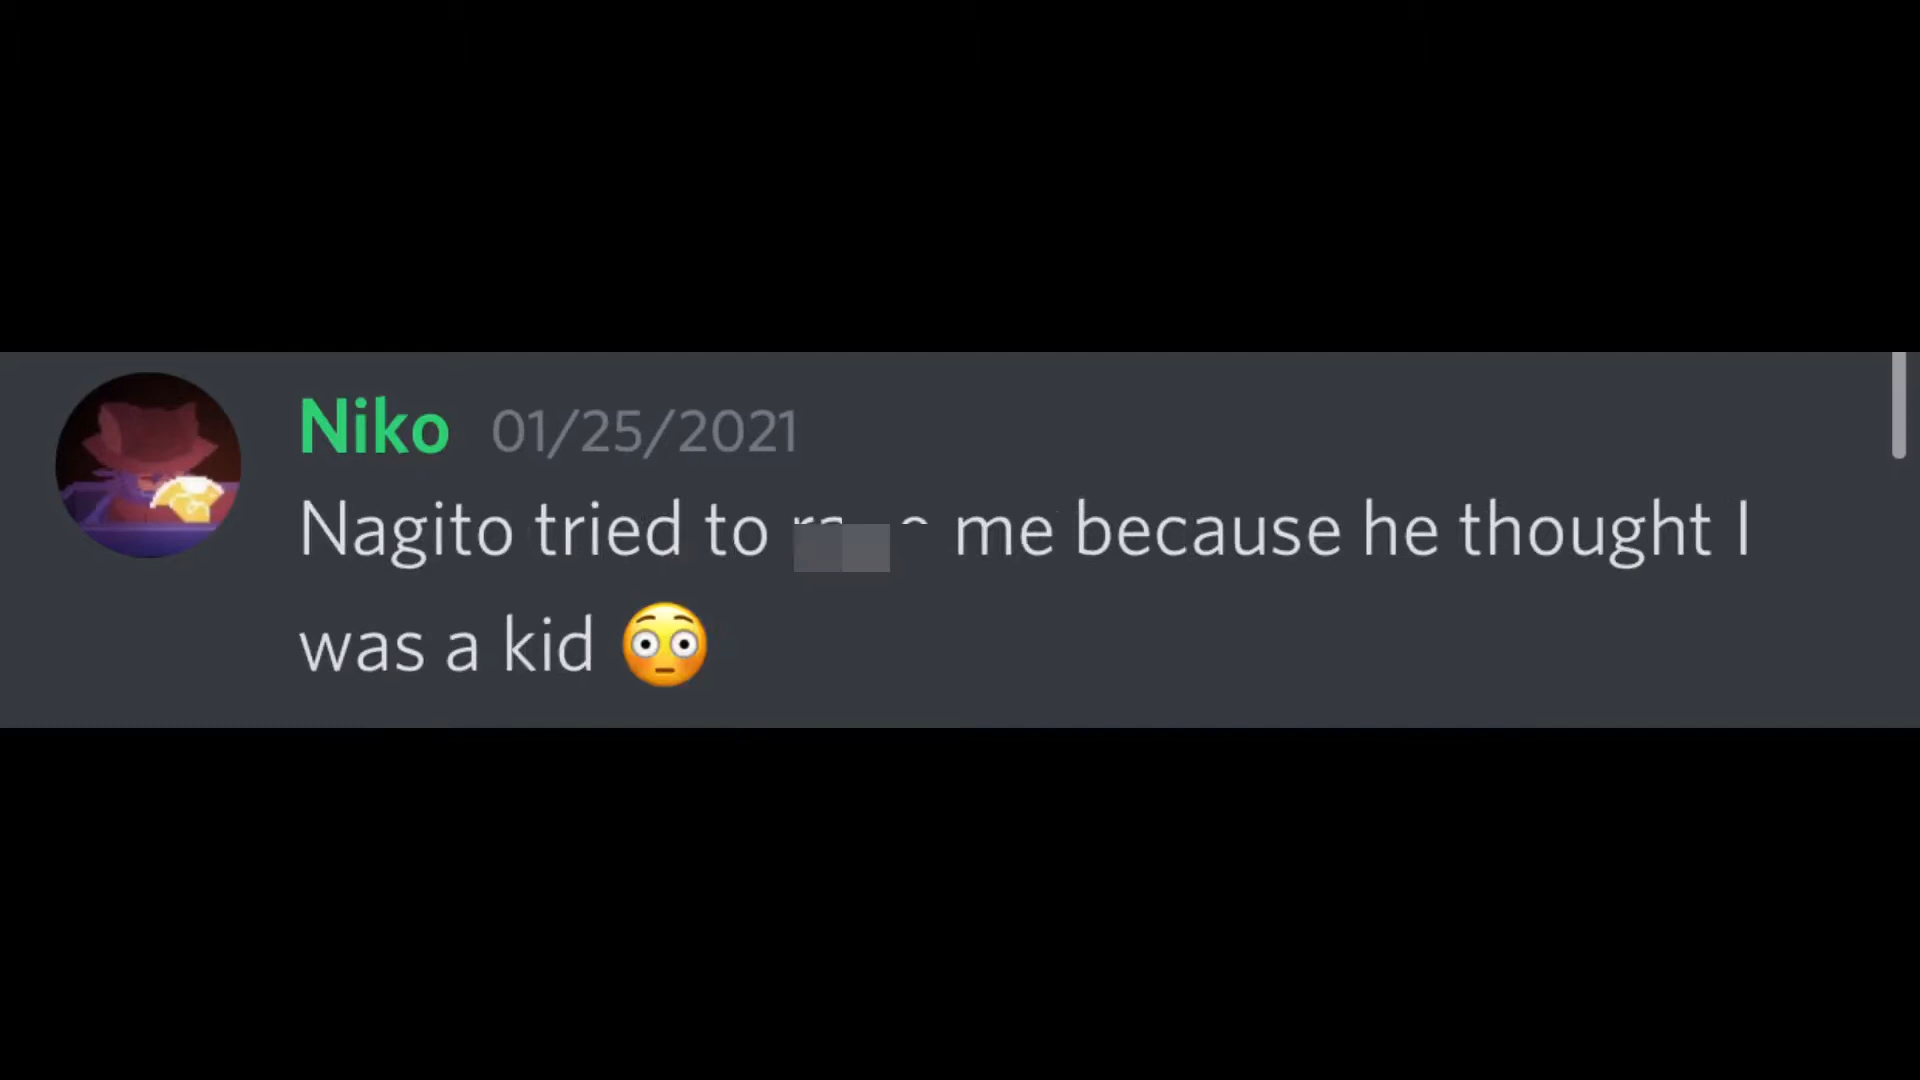 Niko 01/25/2021
Nagito tried to me because he thought I
was a kid 😳